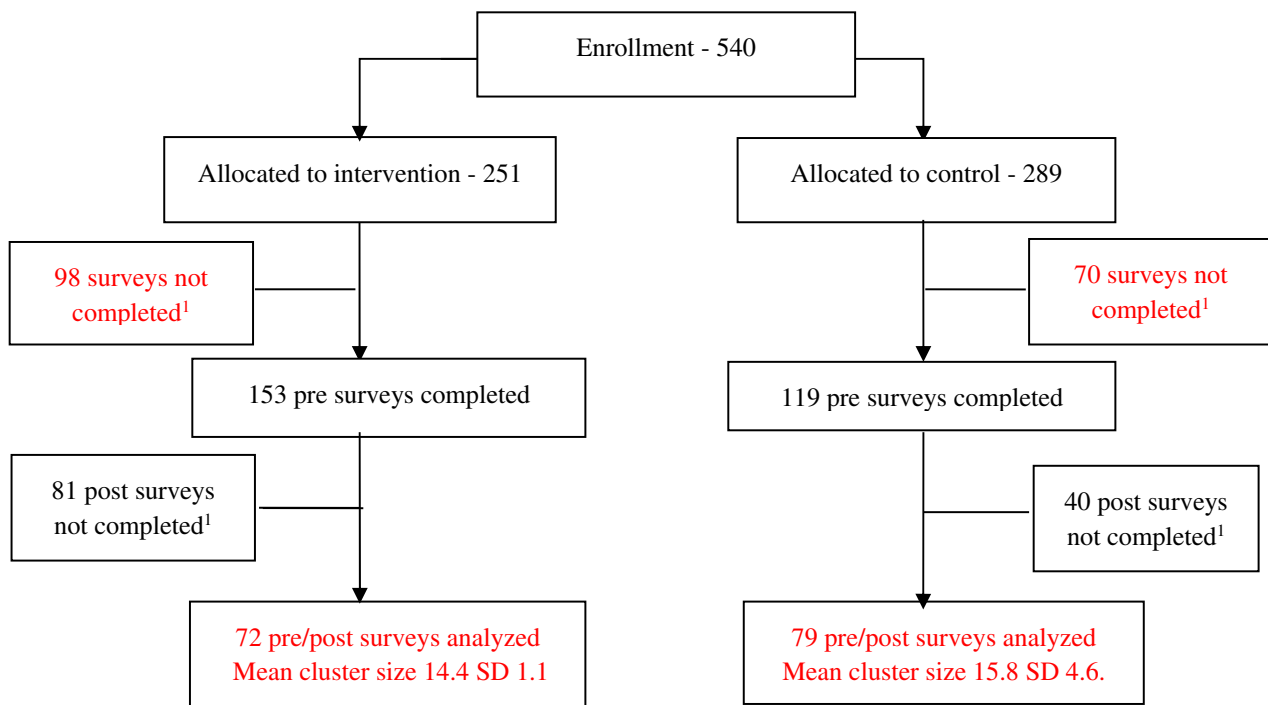 Enrollment - 540
Allocated to intervention - 251
Allocated to control - 289
98 surveys not
completed¹
70 surveys not
completed¹
153 pre surveys completed
119 pre surveys completed
81 post surveys
not completed¹
40 post surveys
not completed¹
72 pre/post surveys analyzed
Mean cluster size 14.4 SD 1.1
79 pre/post surveys analyzed
Mean cluster size 15.8 SD 4.6.